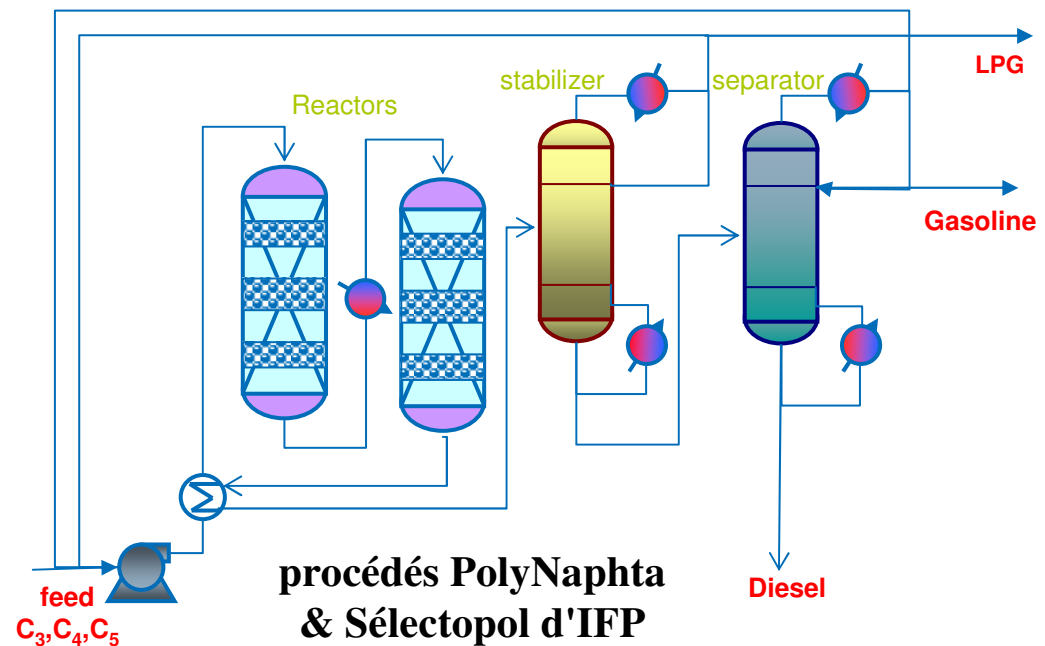 LPG
stabilizer
separator
Reactors
Gasoline
feed
C₃,C₄,C₅
Diesel
procédés PolyNaphta
& Sélectopol d'IFP